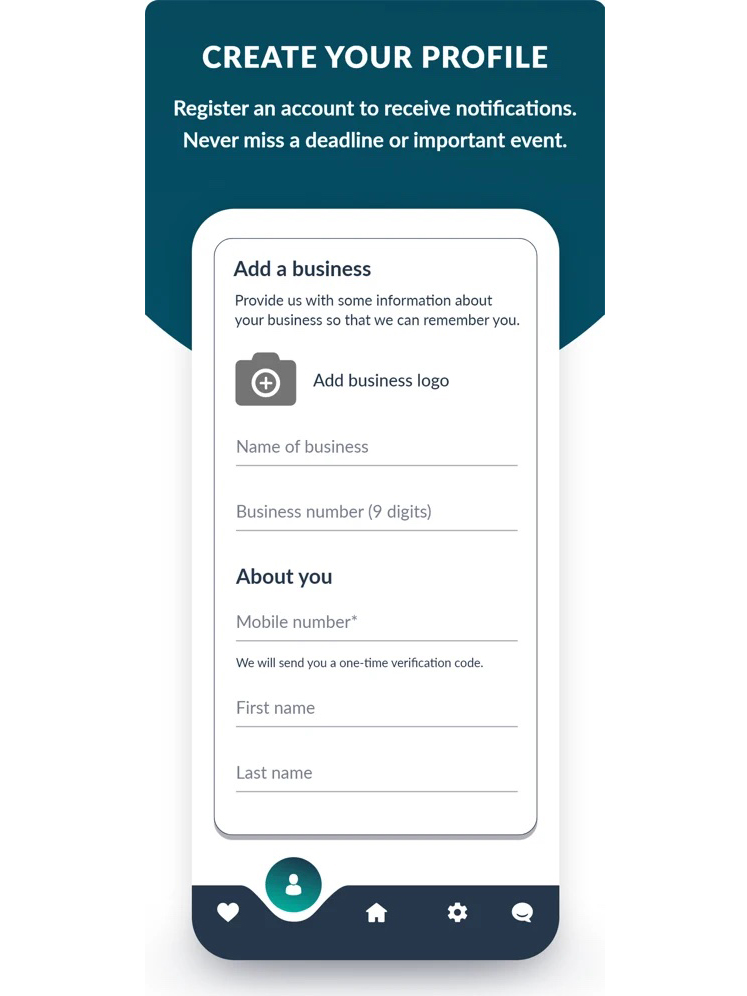 CREATE YOUR PROFILE
Register an account to receive notifications.
Never miss a deadline or important event.
Add a business
Provide us with some information about
your business so that we can remember you.
Add business logo
Name of business
Business number (9 digits)
About you
Mobile number*
We will send you a one-time verification code.
First name
Last name